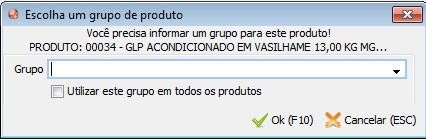 Escolha um grupo de produto
Você precisa informar um grupo para este produto!
PRODUTO: 00034 - GLP ACONDICIONADO EM VASILHAME 13,00 KG MG...
Grupo
Utilizar este grupo em todos os produtos
Ok (F10) Cancelar (ESC)